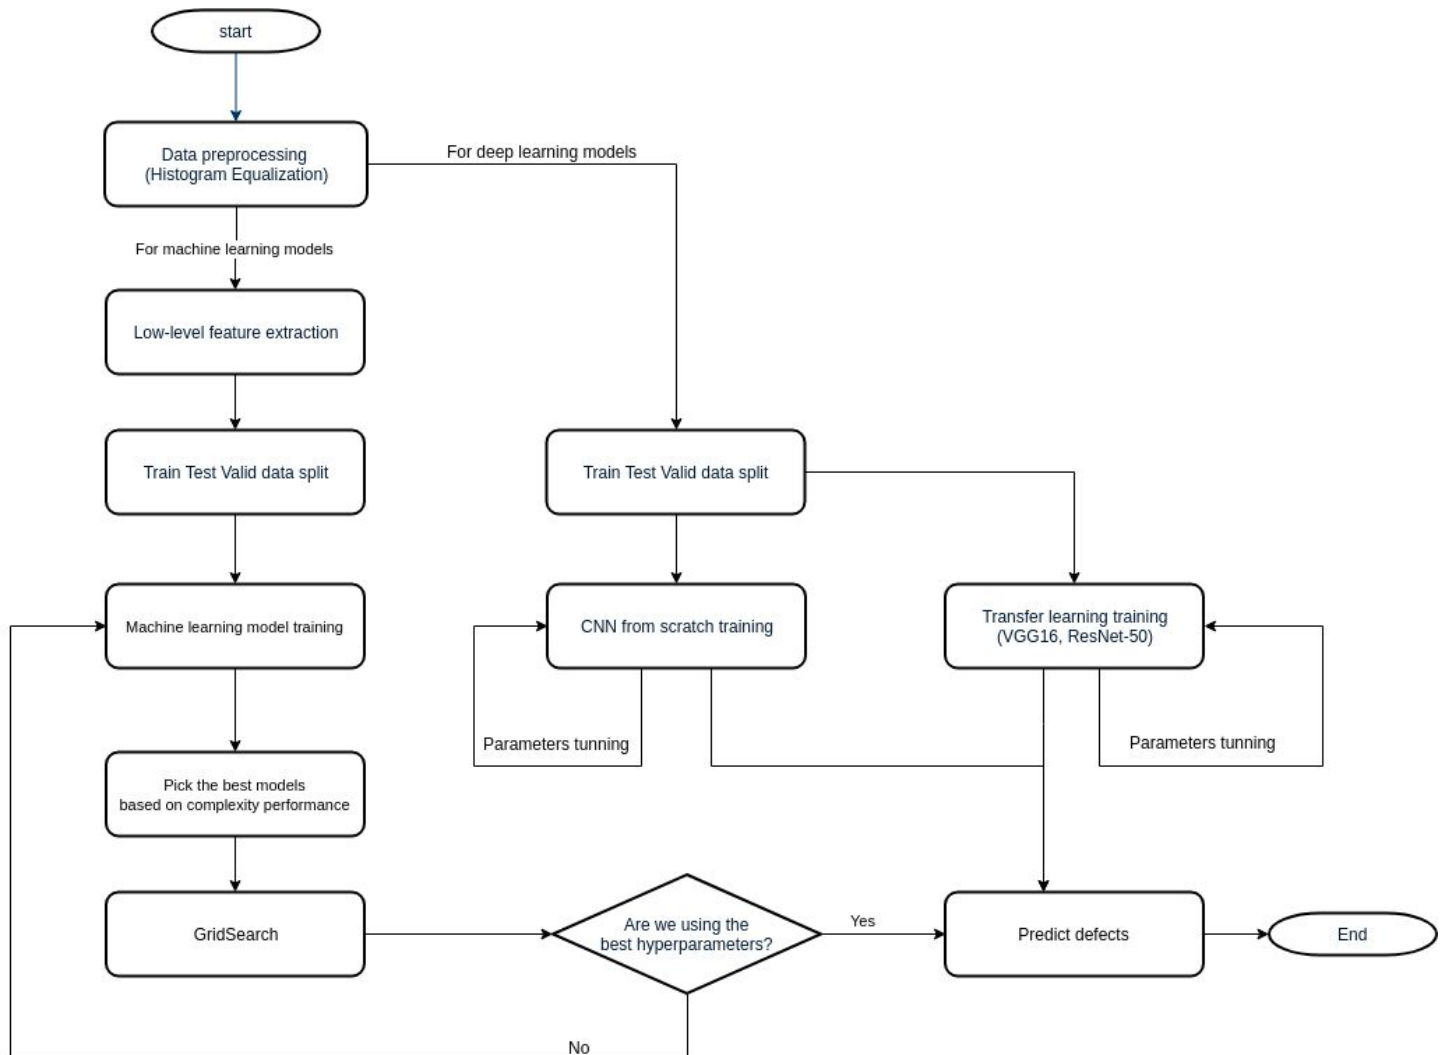 start
Data preprocessing
(Histogram Equalization)
For deep learning models
For machine learning models
Low-level feature extraction
Train Test Valid data split
Train Test Valid data split
Machine learning model training
CNN from scratch training
Transfer learning training
(VGG16, ResNet-50)
Parameters tunning
Parameters tunning
Pick the best models
based on complexity performance
GridSearch
Are we using the
best hyperparameters?
Yes
Predict defects
End
No